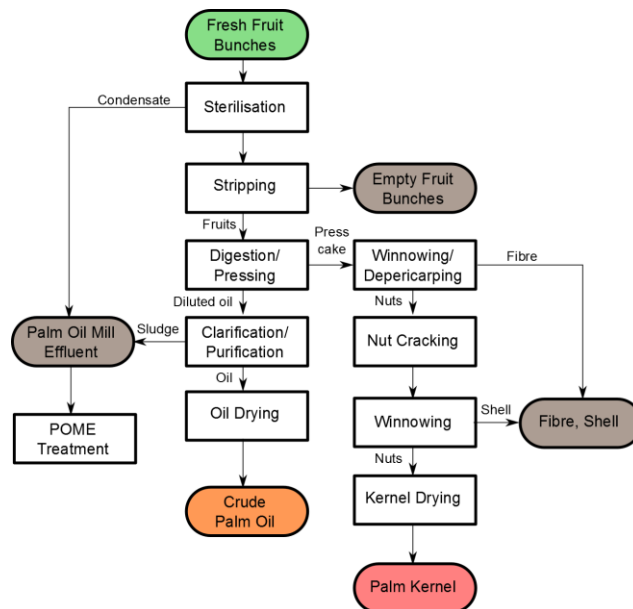 Fresh Fruit
Bunches
Condensate
Sterilisation
Stripping
Empty Fruit
Bunches
Fruits
Press
cake
Digestion/
Pressing
Winnowing/
Depericarping
Fibre
Diluted oil
Nuts
Palm Oil Mill
Effluent
Sludge
Clarification/
Purification
Nut Cracking
Oil
POME
Treatment
Oil Drying
Winnowing
Shell
Fibre, Shell
Nuts
Crude
Palm Oil
Kernel Drying
Palm Kernel